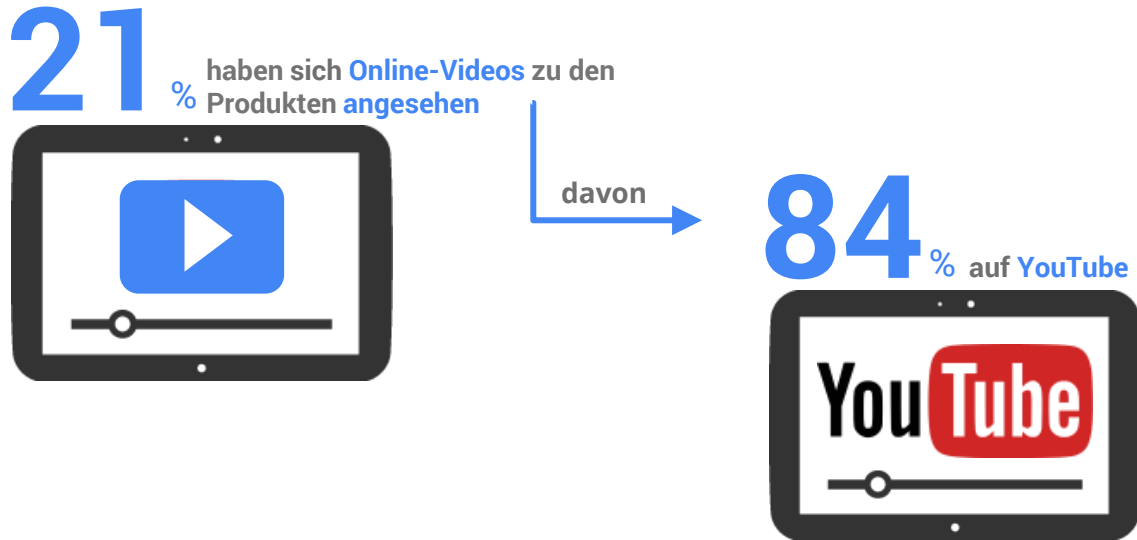 21
% haben sich Online-Videos zu den
Produkten angesehen
davon
84
% auf YouTube
YouTube